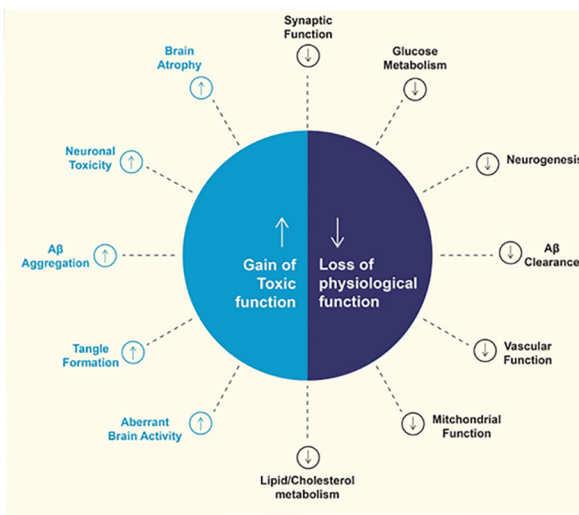 Synaptic
Function
Brain
Atrophy
Glucose
Metabolism
Neuronal
Toxicity
Neurogenesis
Aβ
Aggregation
Gain of
Toxic
function
Loss of
physiological
function
Aβ
Clearance
Tangle
Formation
Vascular
Function
Aberrant
Brain Activity
Mitchondrial
Function
Lipid/Cholesterol
metabolism